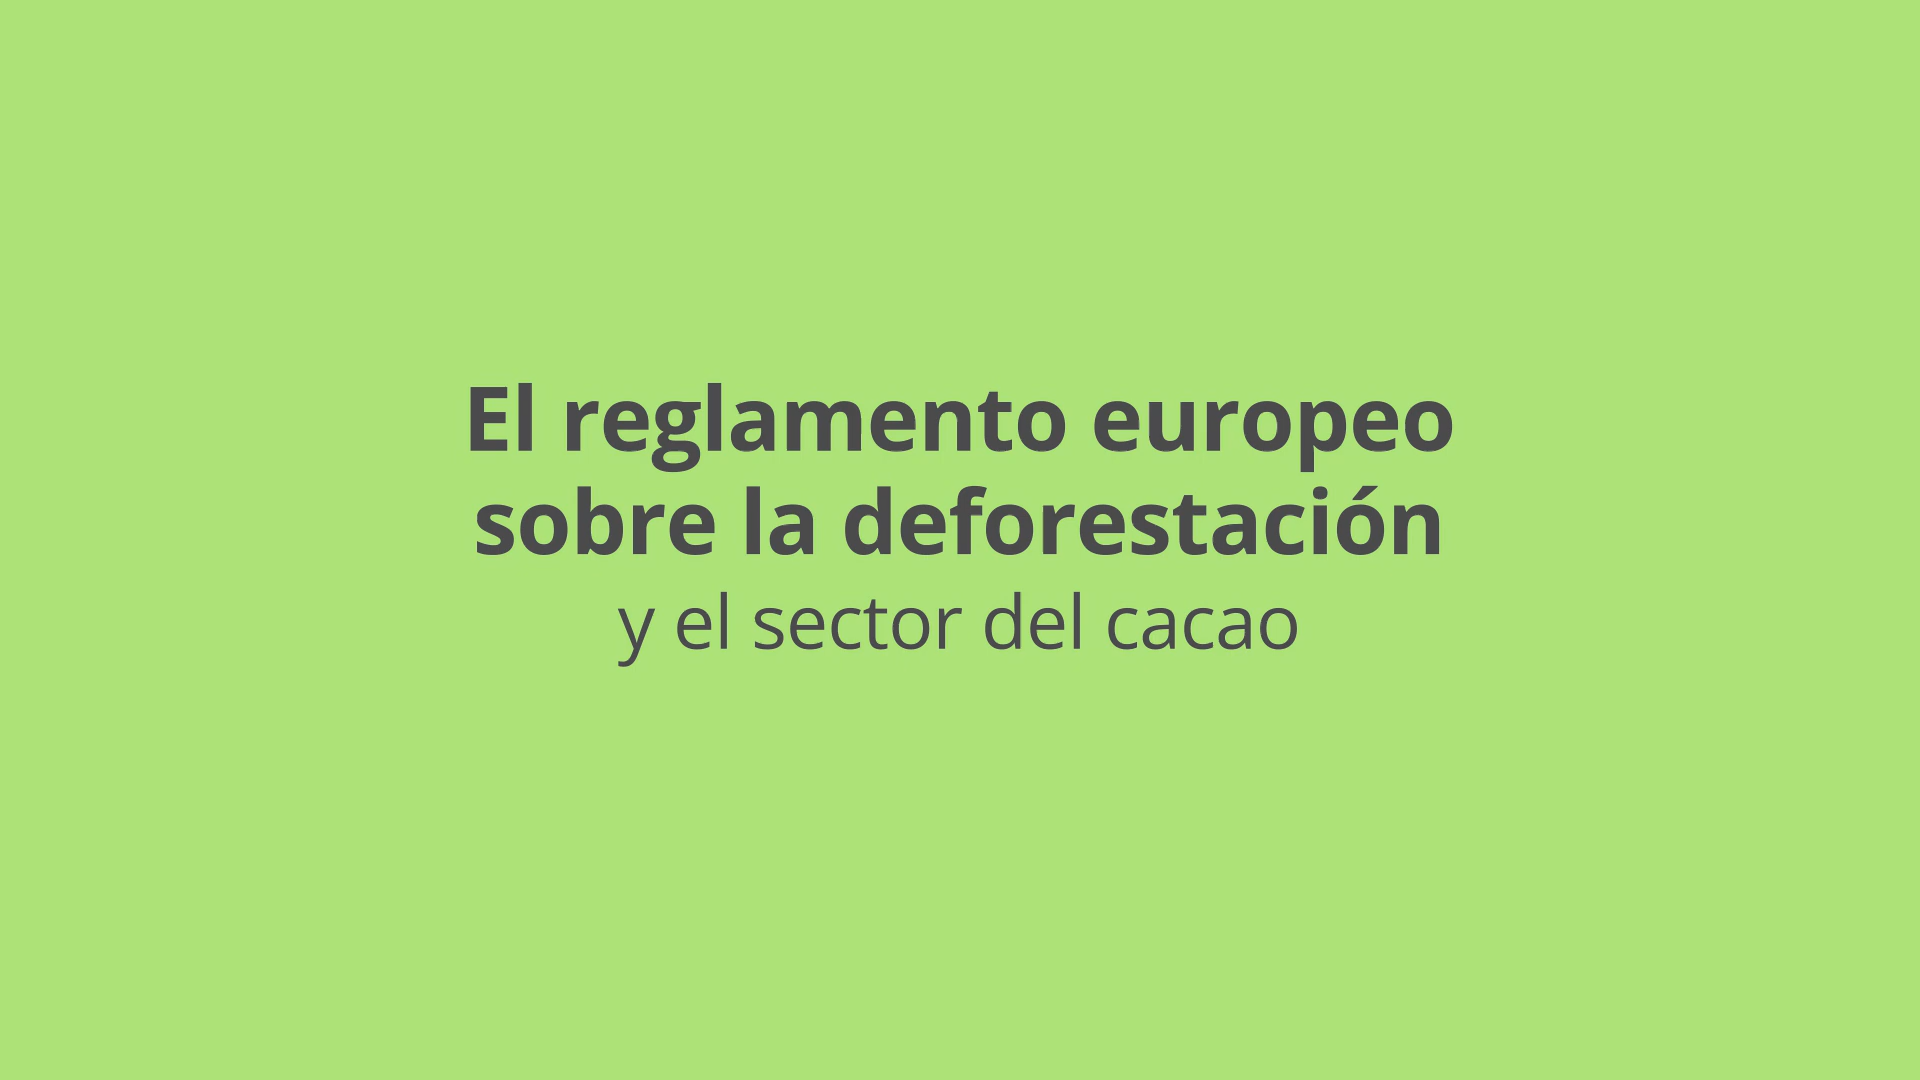 El reglamento europeo
sobre la deforestación
y el sector del cacao